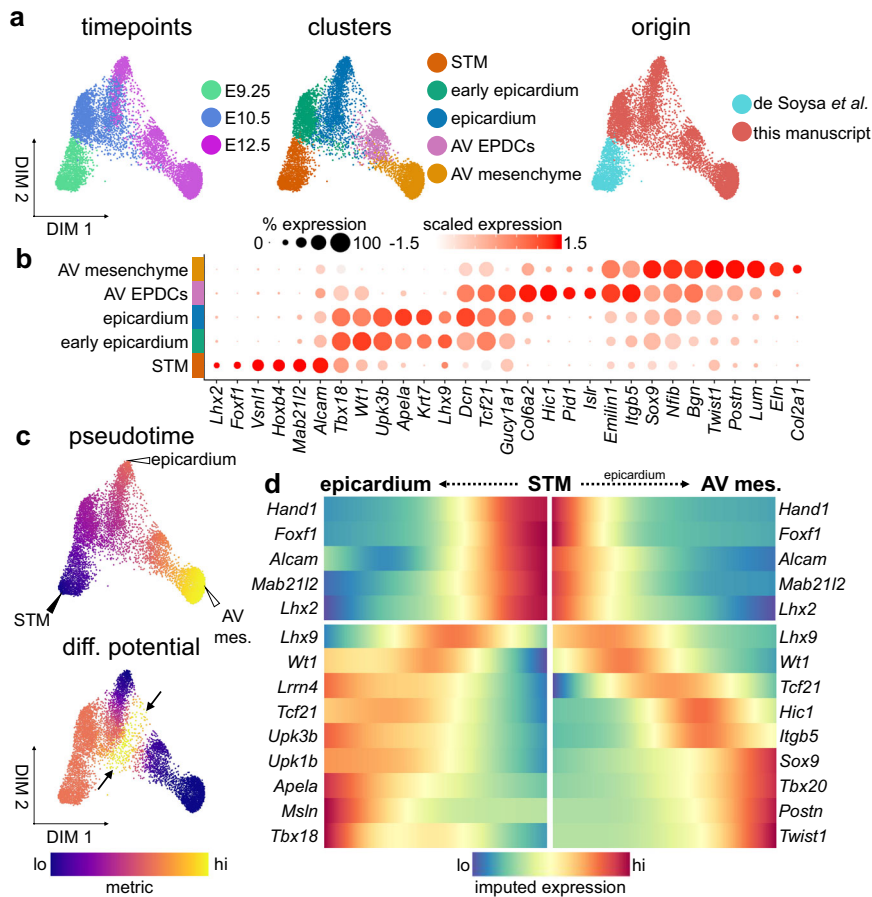 a
timepoints
clusters
origin
E9.25
E10.5
E12.5
STM
early epicardium
epicardium
AV EPDCs
AV mesenchyme
de Soysa et al.
this manuscript
DIM 2
DIM 1
% expression
0
100
scaled expression
-1.5
1.5
b
AV mesenchyme
AV EPDCs
epicardium
early epicardium
STM
Lhx2
Foxf1
Vsnl1
Hoxb4
Mab21l2
Alcam
Tbx18
Wt1
Upk3b
Apela
Krt7
Lhx9
Dcn
Tcf21
Gucy1a1
Col6a2
Hic1
Pid1
Islr
Emilin1
Itgb5
Sox9
Nfib
Bgn
Twist1
Postn
Lum
Eln
Col2a1
c
pseudotime
epicardium
STM
AV
mes.
diff. potential
DIM 2
DIM 1
lo
hi
metric
d
epicardium
STM
epicardium
AV mes.
Hand1
Foxf1
Alcam
Mab21l2
Lhx2
Lhx9
Wt1
Lrrn4
Tcf21
Upk3b
Upk1b
Apela
Msln
Tbx18
Hand1
Foxf1
Alcam
Mab21l2
Lhx2
Lhx9
Wt1
Tcf21
Hic1
Itgb5
Sox9
Tbx20
Postn
Twist1
lo
hi
imputed expression